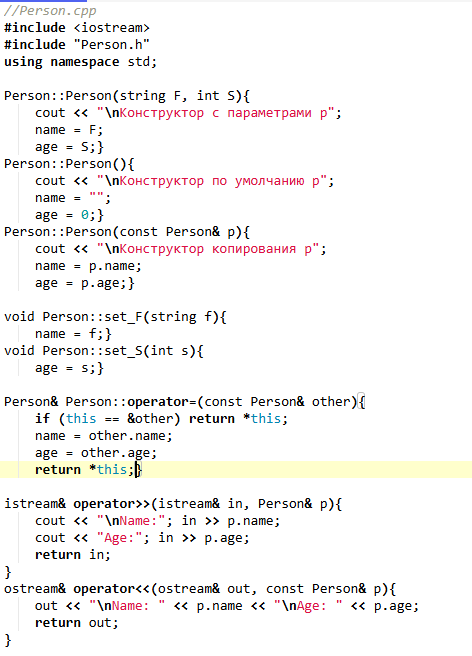 //Person.cpp
#include <iostream>
#include "Person.h"
using namespace std;

Person::Person(string F, int S){
    cout << "\nКонструктор с параметрами p";
    name = F;
    age = S;}
Person::Person(){
    cout << "\nКонструктор по умолчанию p";
    name = "";
    age = 0;}
Person::Person(const Person& p){
    cout << "\nКонструктор копирования p";
    name = p.name;
    age = p.age;}

void Person::set_F(string f){
    name = f;}
void Person::set_S(int s){
    age = s;}

Person& Person::operator=(const Person& other){
    if (this == &other) return *this;
    name = other.name;
    age = other.age;
    return *this;}

istream& operator>>(istream& in, Person& p){
    cout << "\nName:"; in >> p.name;
    cout << "Age:"; in >> p.age;
    return in;
}
ostream& operator<<(ostream& out, const Person& p){
    out << "\nName: " << p.name << "\nAge: " << p.age;
    return out;
}